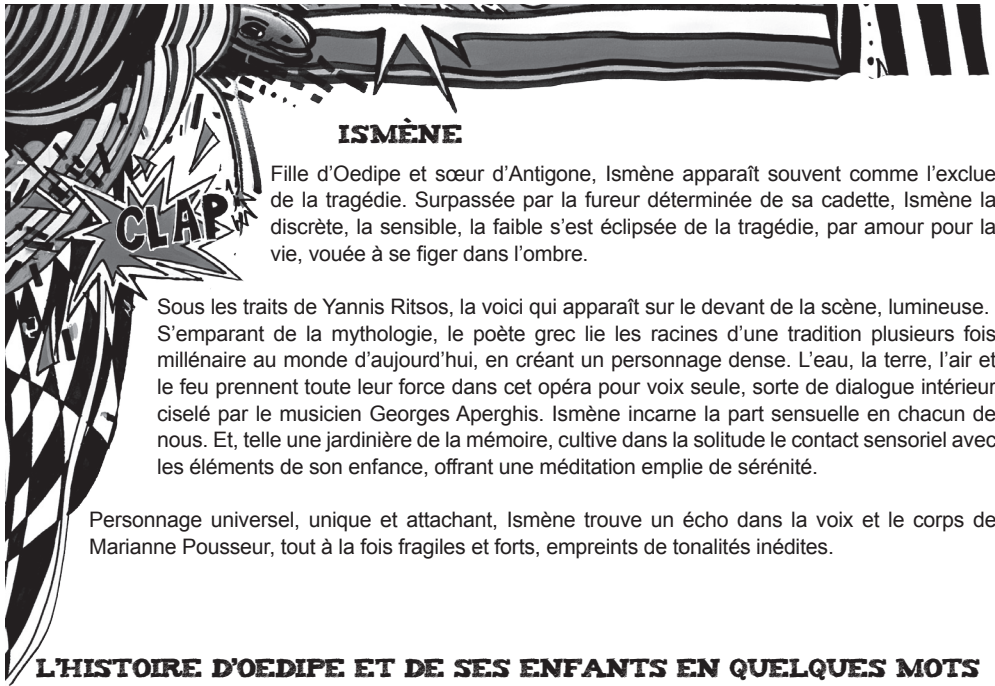 ISMÈNE
CLAP
Fille d’Oedipe et sœur d’Antigone, Ismène apparaît souvent comme l’exclue
de la tragédie. Surpassée par la fureur déterminée de sa cadette, Ismène la
discrète, la sensible, la faible s’est éclipsée de la tragédie, par amour pour la
vie, vouée à se figer dans l’ombre.
Sous les traits de Yannis Ritsos, la voici qui apparaît sur le devant de la scène, lumineuse.
S’emparant de la mythologie, le poète grec lie les racines d’une tradition plusieurs fois
millénaire au monde d’aujourd’hui, en créant un personnage dense. L’eau, la terre, l’air et
le feu prennent toute leur force dans cet opéra pour voix seule, sorte de dialogue intérieur
ciselé par le musicien Georges Aperghis. Ismène incarne la part sensuelle en chacun de
nous. Et, telle une jardinière de la mémoire, cultive dans la solitude le contact sensoriel avec
les éléments de son enfance, offrant une méditation emplie de sérénité.
Personnage universel, unique et attachant, Ismène trouve un écho dans la voix et le corps de
Marianne Pousseur, tout à la fois fragiles et forts, empreints de tonalités inédites.
L'HISTOIRE D'OEDIPE ET DE SES ENFANTS EN QUELQUES MOTS